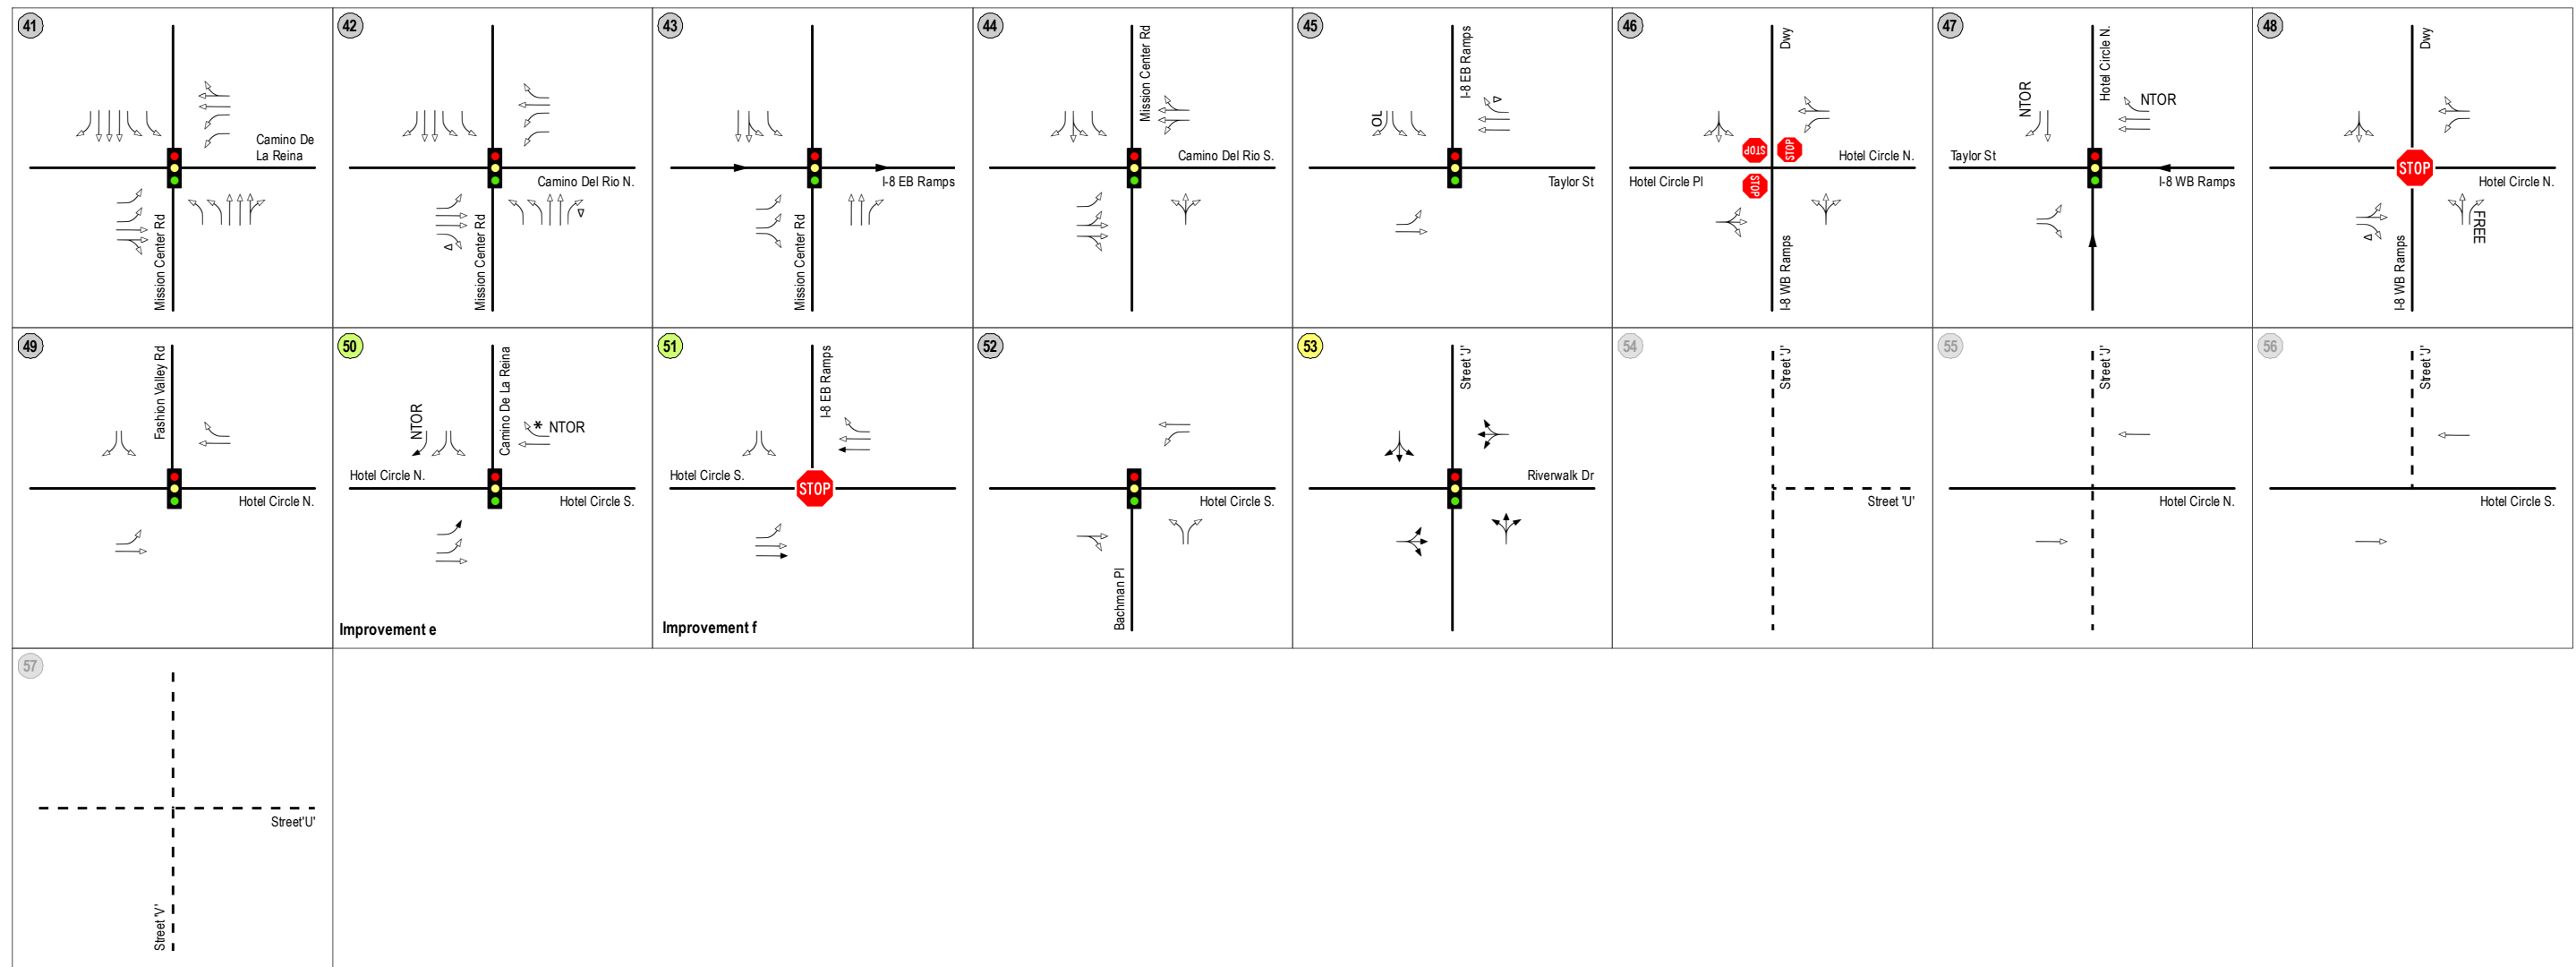 41
Camino De
La Reina
Mission Center Rd
42
Camino Del Rio N.
Mission Center Rd
43
I-8 EB Ramps
Mission Center Rd
44
Mission Center Rd
Camino Del Rio S.
45
OL
I-8 EB Ramps
Taylor St
46
Dwy
STOP
STOP
STOP
Hotel Circle N.
Hotel Circle Pl
I-8 WB Ramps
47
NTOR
Hotel Circle N.
NTOR
Taylor St
I-8 WB Ramps
48
Dwy
STOP
Hotel Circle N.
FREE
I-8 WB Ramps
49
Fashion Valley Rd
Hotel Circle N.
50
NTOR
Camino De La Reina
* NTOR
Hotel Circle N.
Hotel Circle S.
Improvement e
51
I-8 EB Ramps
Hotel Circle S.
STOP
Improvement f
52
Hotel Circle S.
Bachman Pl
53
Street 'J'
Riverwalk Dr
54
Street 'J'
Street 'U'
55
Street 'J'
Hotel Circle N.
56
Street 'J'
Hotel Circle S.
57
Street'U'
Street 'V'